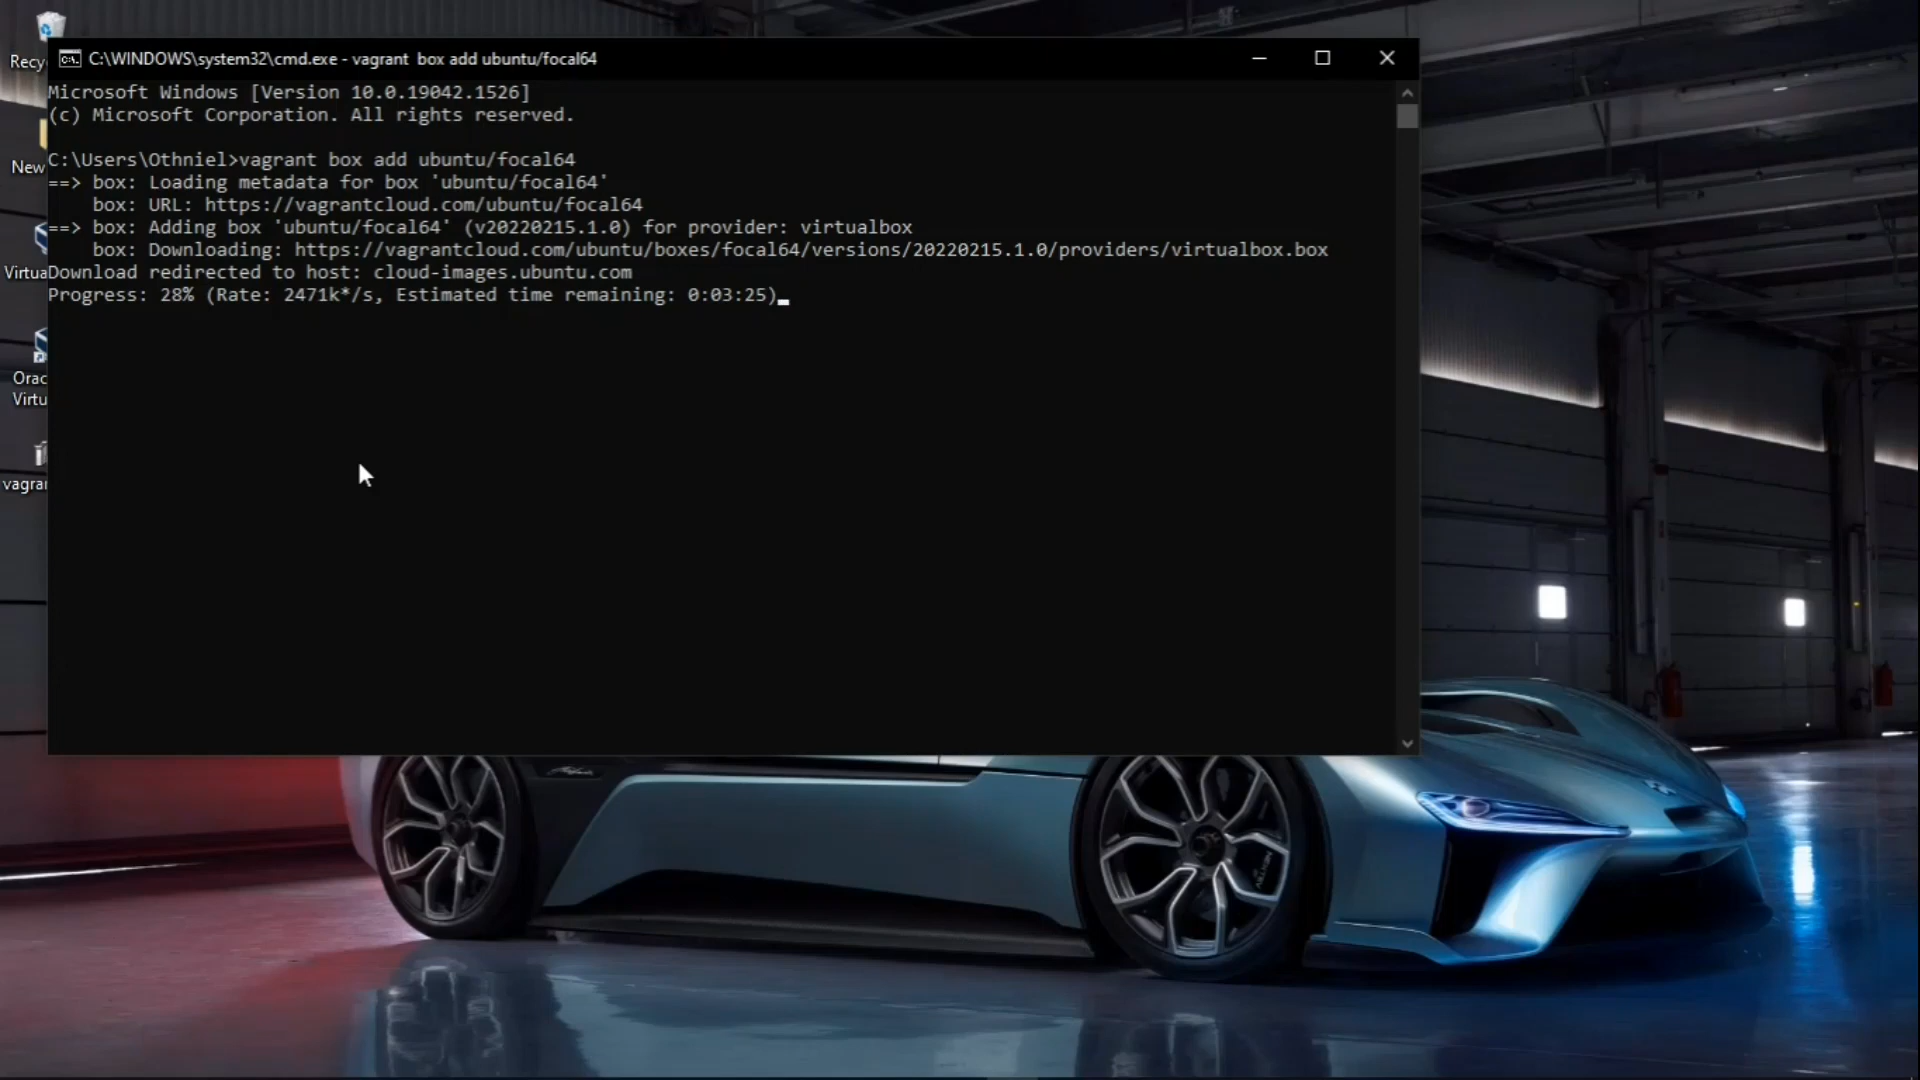 C:\WINDOWS\system32\cmd.exe - vagrant  box add ubuntu/focal64
Microsoft Windows [Version 10.0.19042.1526]
(c) Microsoft Corporation. All rights reserved.
C:\Users\Othniel>vagrant box add ubuntu/focal64
==> box: Loading metadata for box 'ubuntu/focal64'
    box: URL: https://vagrantcloud.com/ubuntu/focal64
==> box: Adding box 'ubuntu/focal64' (v20220215.1.0) for provider: virtualbox
    box: Downloading: https://vagrantcloud.com/ubuntu/boxes/focal64/versions/20220215.1.0/providers/virtualbox.box
Download redirected to host: cloud-images.ubuntu.com
Progress: 28% (Rate: 2471k*/s, Estimated time remaining: 0:03:25)
Recy
New
Virtua
Orac
Virtu
vagran